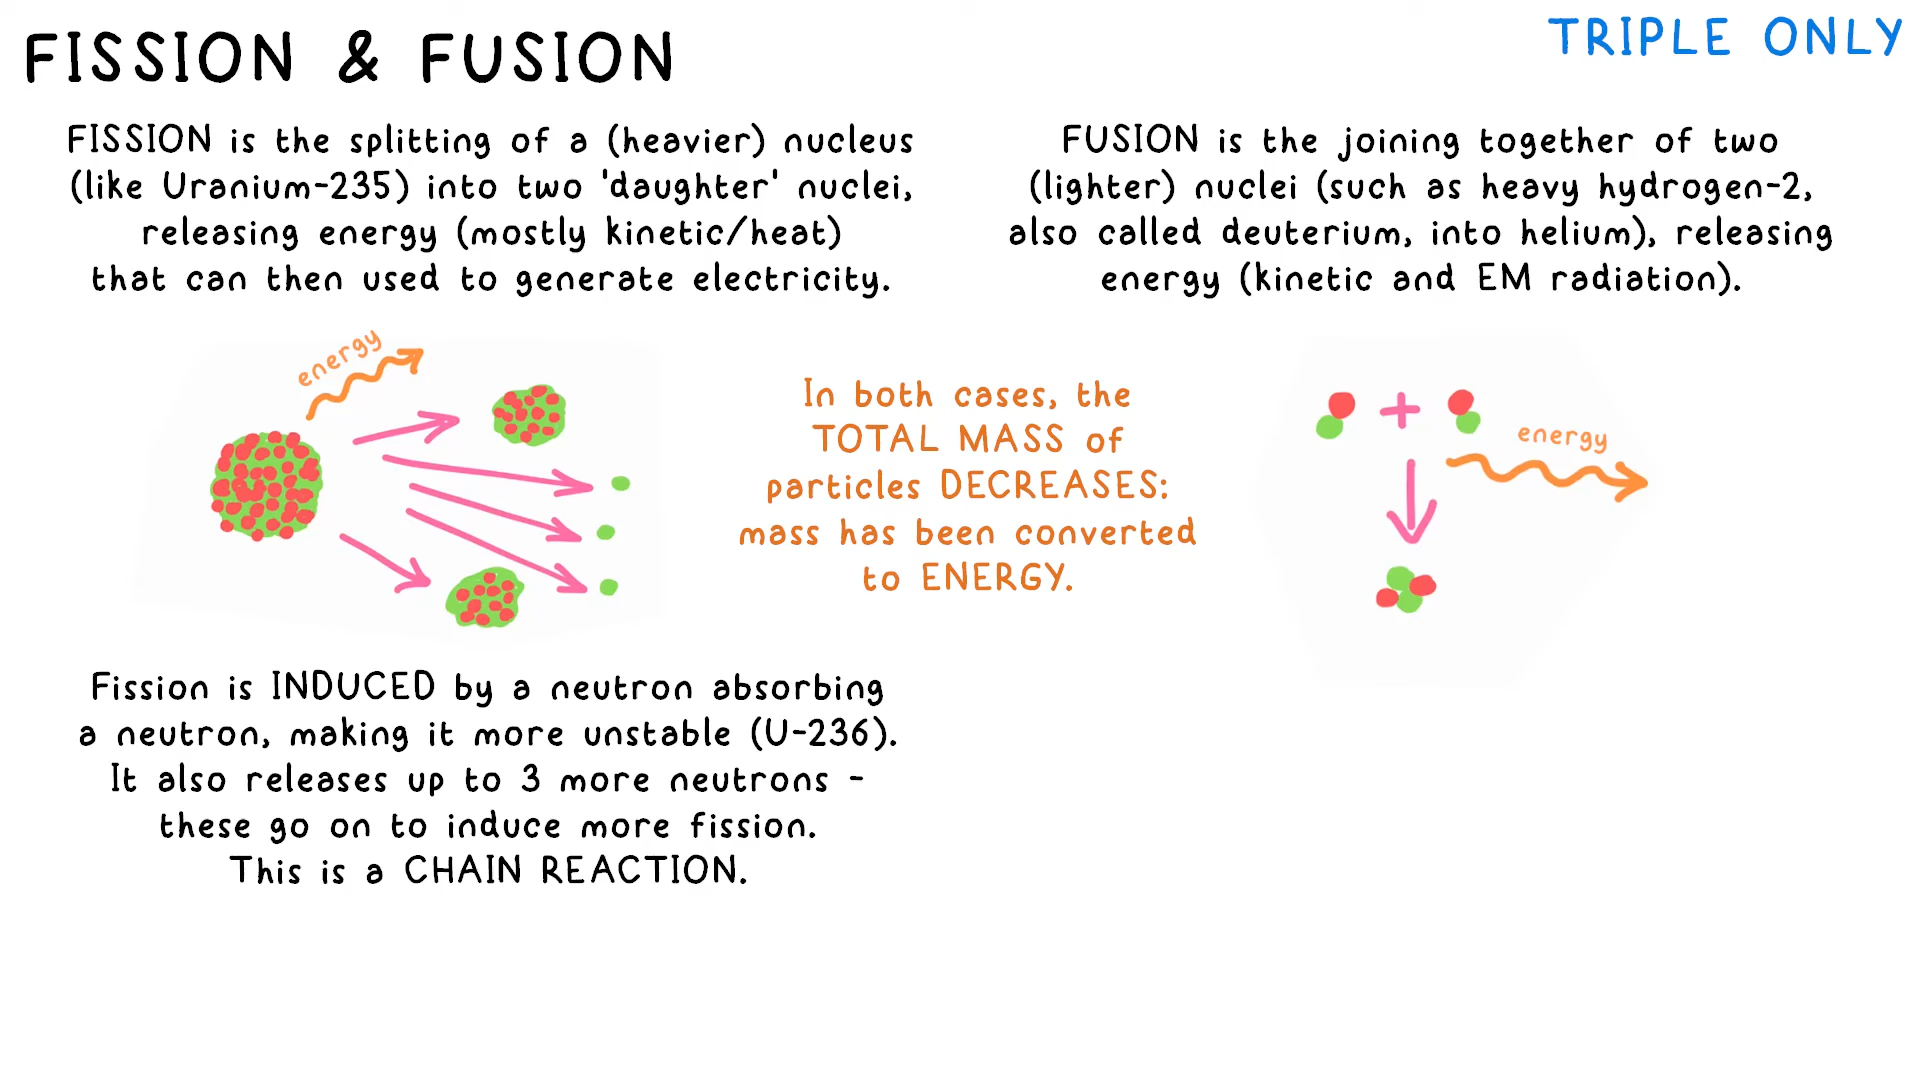 FISSION & FUSION
TRIPLE ONLY
FISSION is the splitting of a (heavier) nucleus
(like Uranium-235) into two 'daughter' nuclei,
releasing energy (mostly kinetic/heat)
that can then used to generate electricity.
FUSION is the joining together of two
(lighter) nuclei (such as heavy hydrogen-2,
also called deuterium, into helium), releasing
energy (kinetic and EM radiation).
energy
In both cases, the
TOTAL MASS of
particles DECREASES:
mass has been converted
to ENERGY.
energy
Fission is INDUCED by a neutron absorbing
a neutron, making it more unstable (U-236).
It also releases up to 3 more neutrons -
these go on to induce more fission.
This is a CHAIN REACTION.